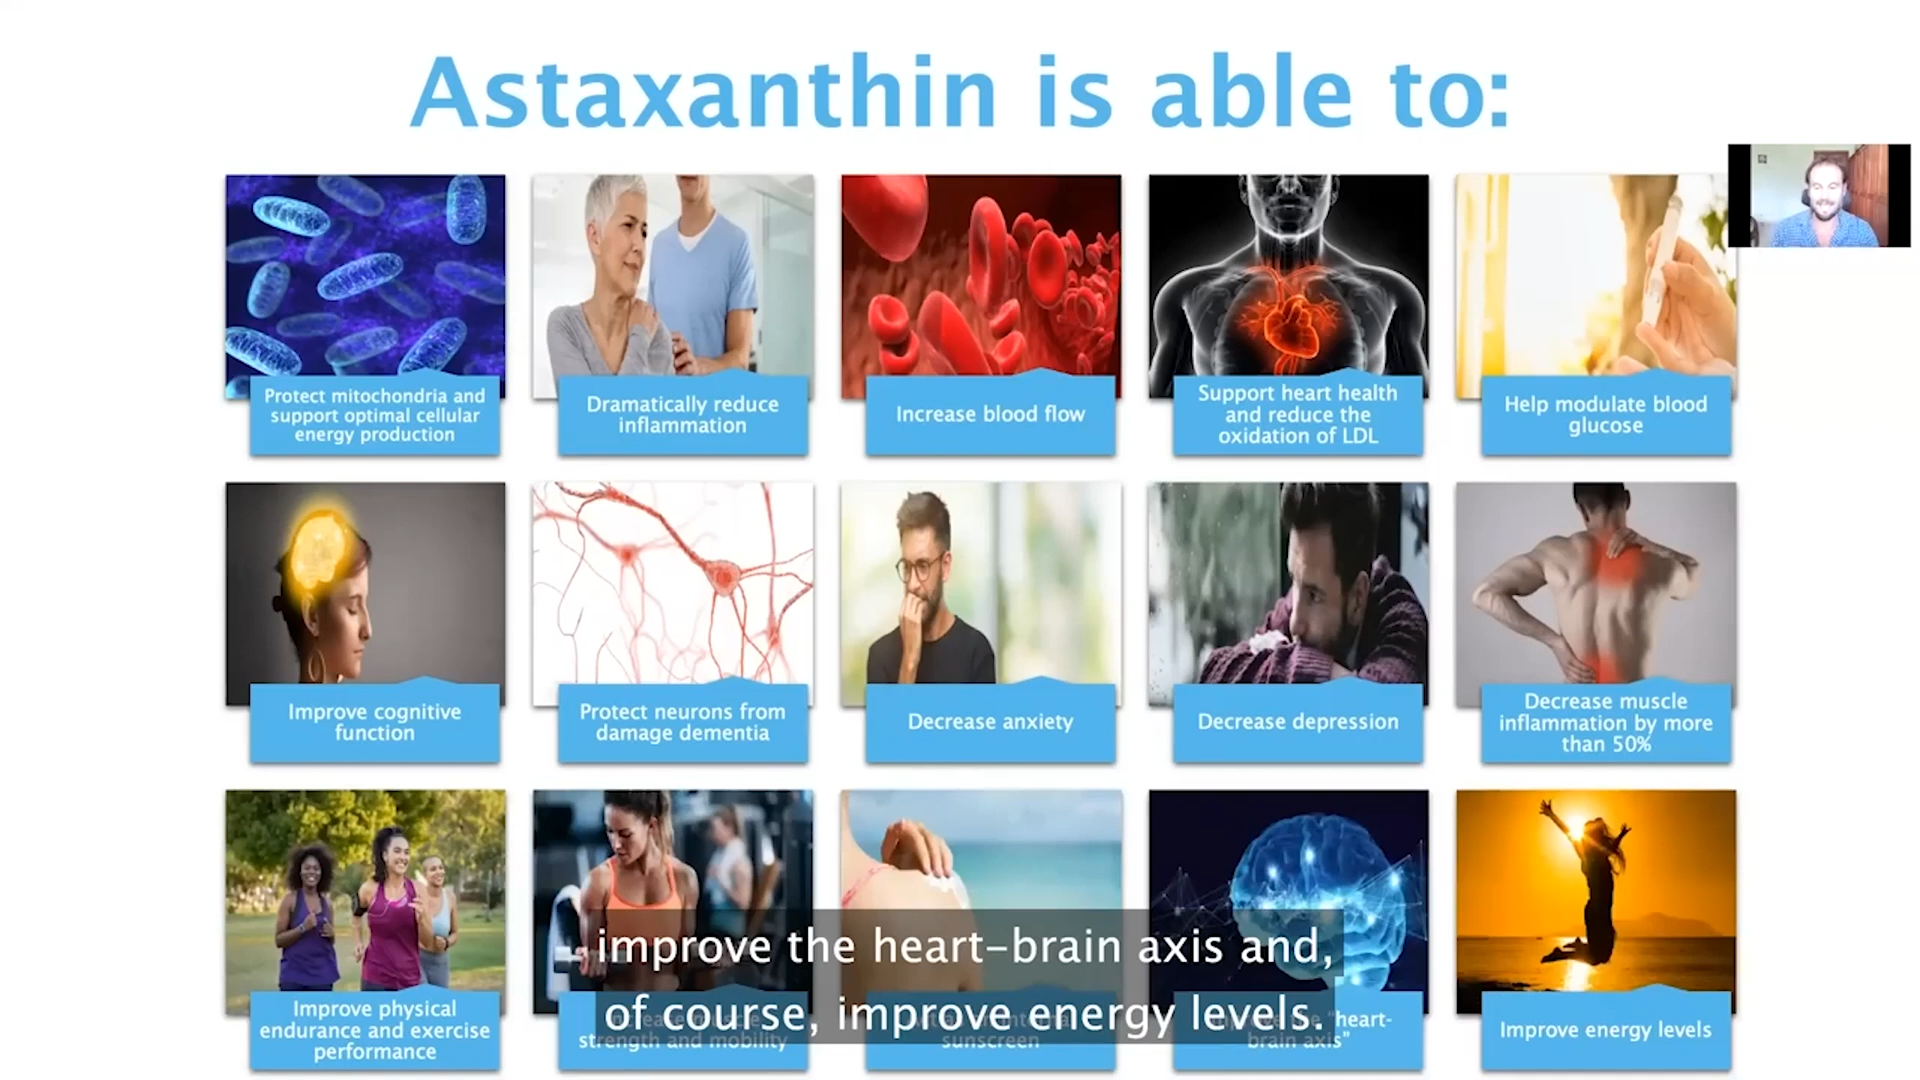 Astaxanthin is able to:
Protect mitochondria and
support optimal cellular
energy production
Dramatically reduce
inflammation
Increase blood flow
Support heart health
and reduce the
oxidation of LDL
Help modulate blood
glucose
Improve cognitive
function
Protect neurons from
damage dementia
Decrease anxiety
Decrease depression
Decrease muscle
inflammation by more
than 50%
Improve physical
endurance and exercise
performance
strength and mobility
sunscreen
"heart-
brain axis"
Improve energy levels
improve the heart-brain axis and,
of course, improve energy levels.